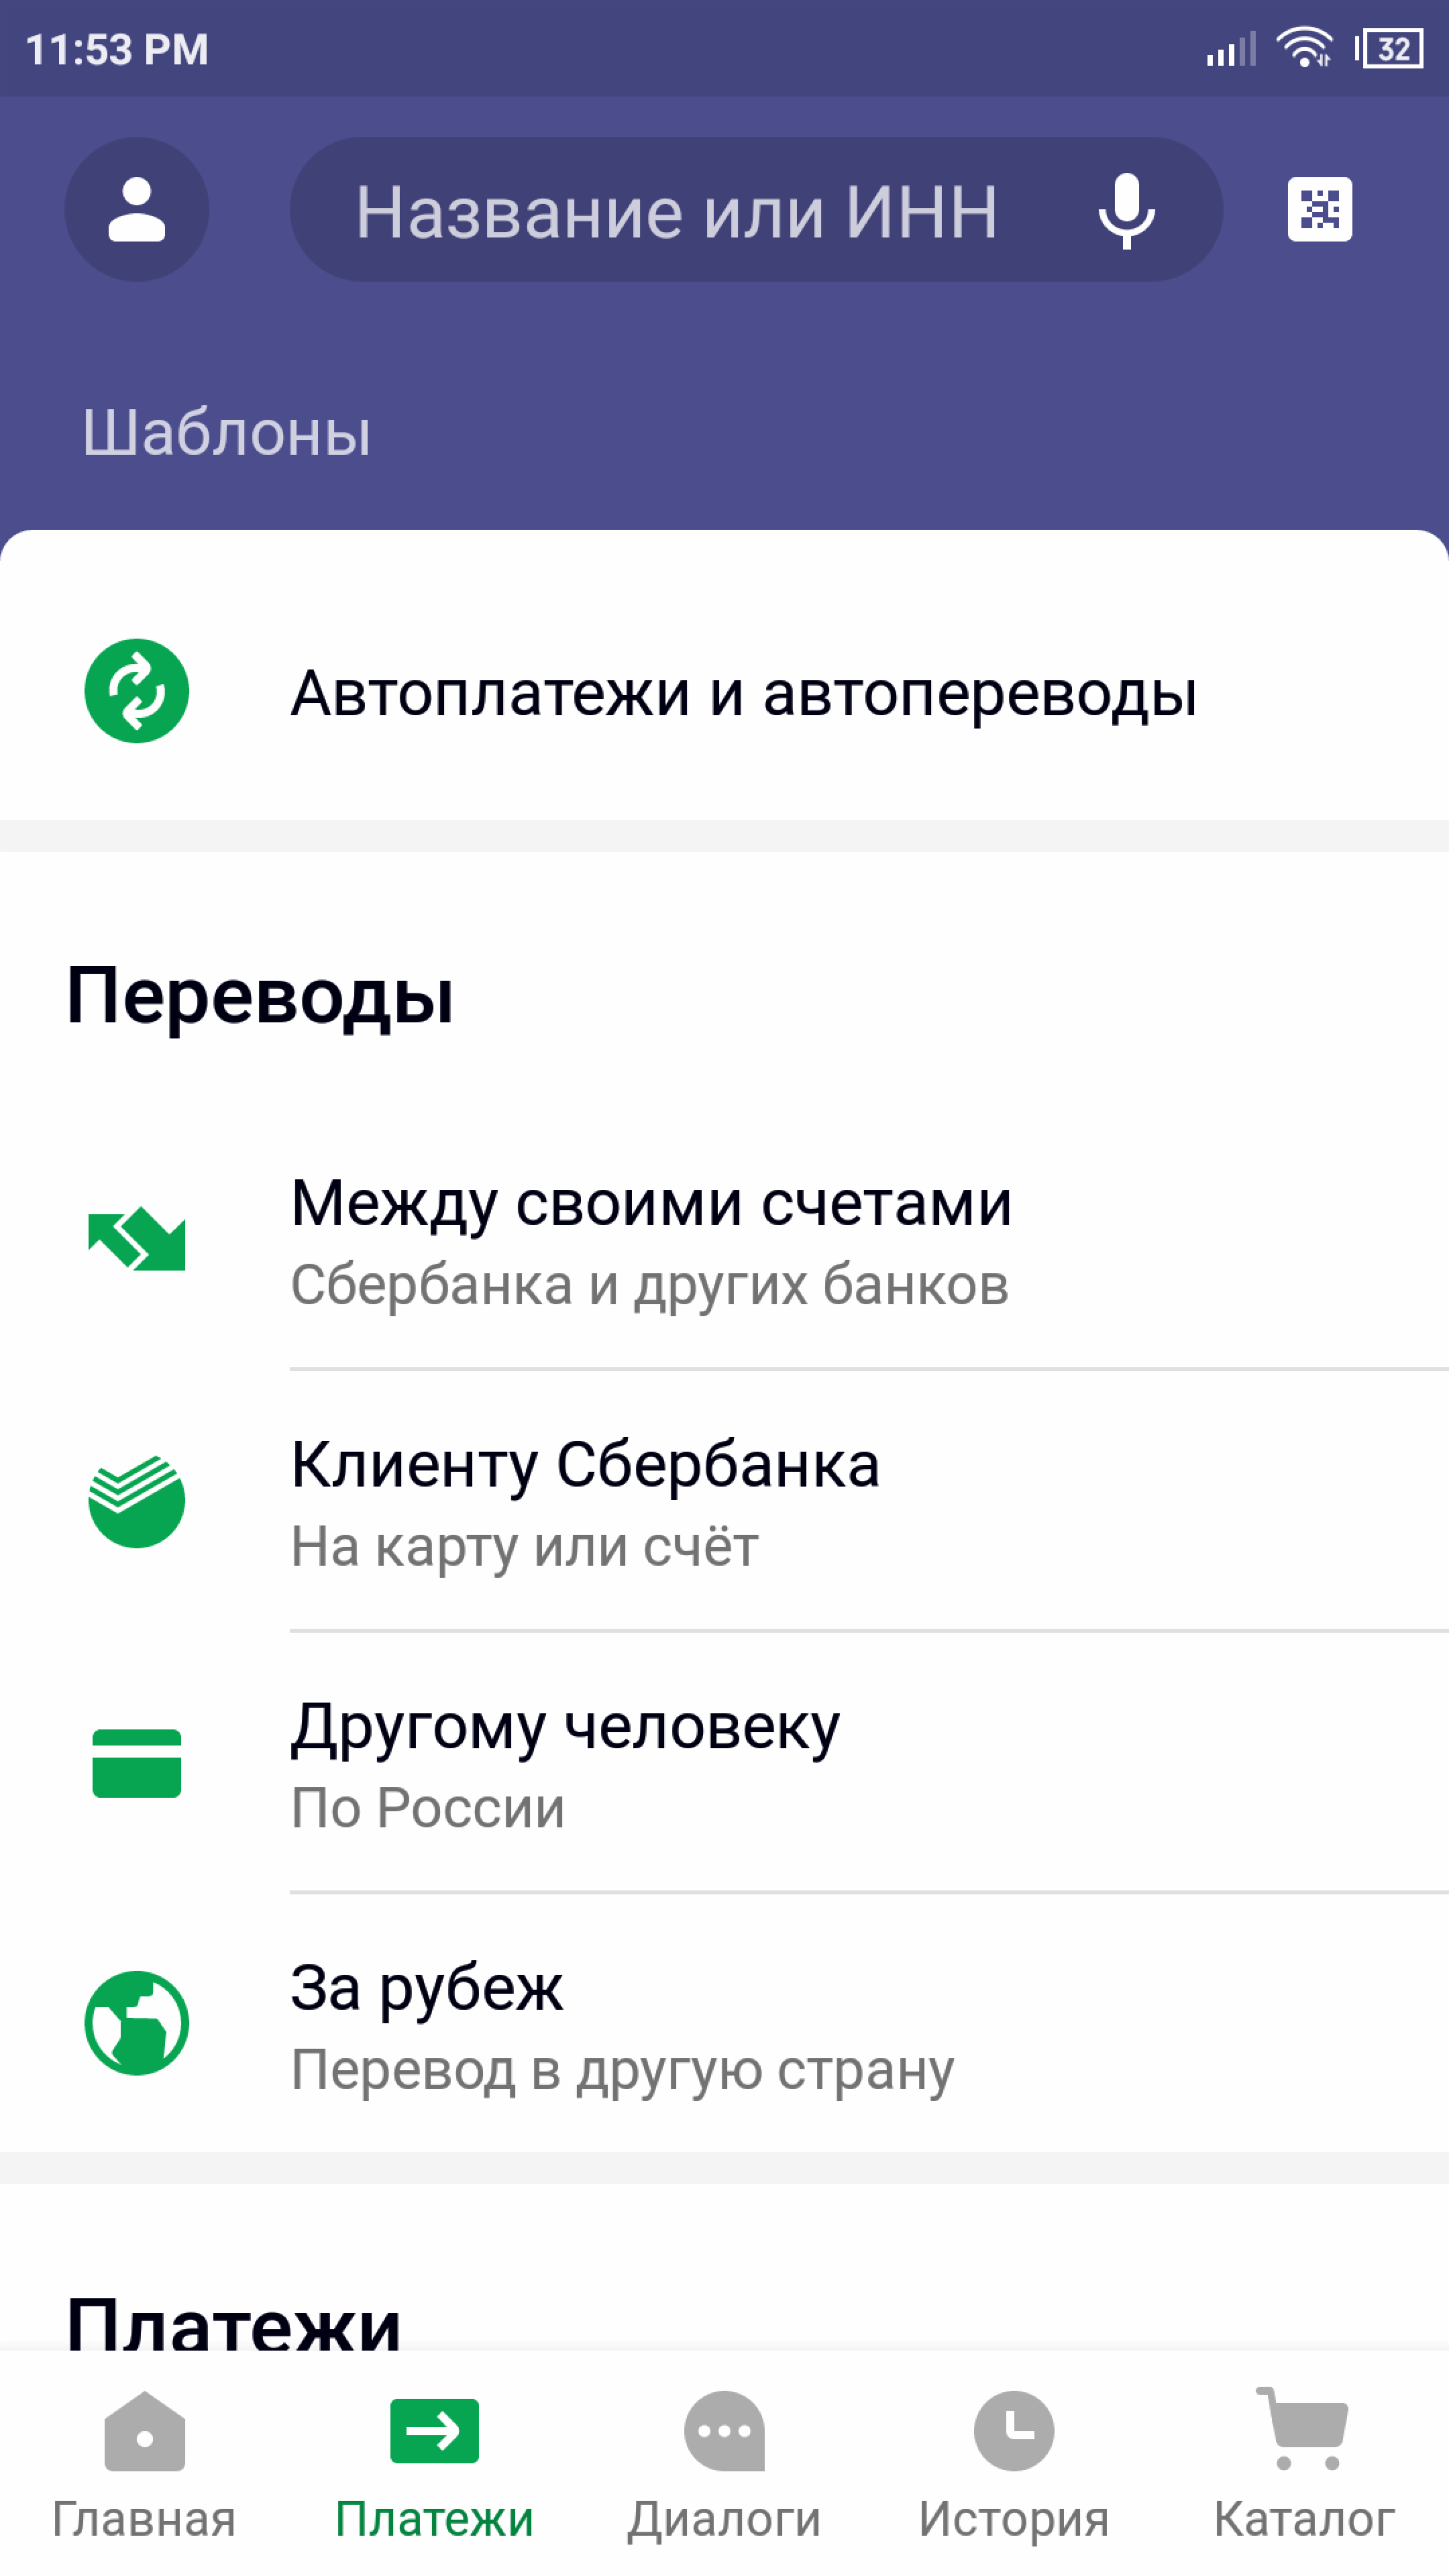 11:53 PM
32
Название или ИНН
Шаблоны
Автоплатежи и автопереводы
Переводы
Между своими счетами
Сбербанка и других банков
Клиенту Сбербанка
На карту или счёт
Другому человеку
По России
За рубеж
Перевод в другую страну
Платежи
Главная
Платежи
Диалоги
История
Каталог